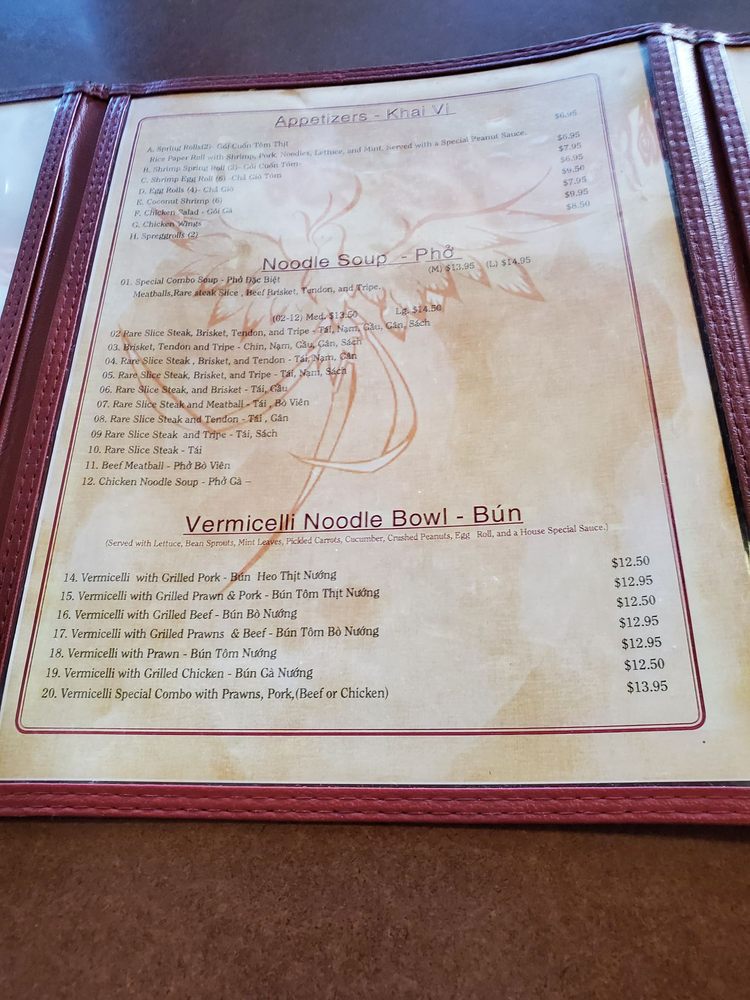 Appetizers - Khai Vị
A. Spring Rolls(2)- Gỏi Cuốn Tôm Thịt $6.95
Rice Paper Roll with Shrimp, Pork, Noodles, Lettuce, and Mint, Served with a Special Peanut Sauce.
B. Shrimp Spring Roll (2)- Gỏi Cuốn Tôm- $6.95
C. Shrimp Egg Roll (6) -Chả Giò Tôm $7.95
D. Egg Rolls (4)- Chả Giò $6.95
E. Coconut Shrimp (6) $9.50
F. Chicken Salad - Gỏi Gà $7.95
G. Chicken Wings $9.95
H. Spreggrolls (2) $8.50
Noodle Soup - Phở
01. Special Combo Soup - Phở Đặc Biệt (M) $13.95 (L) $14.95
Meatballs,Rare steak Slice , Beef Brisket, Tendon, and Tripe.
(02-12) Med. $13.50 Lg. $14.50
02 Rare Slice Steak, Brisket, Tendon, and Tripe - Tái, Nạm, Gầu, Gân, Sách
03. Brisket, Tendon and Tripe - Chín, Nạm, Gầu, Gân, Sách
04. Rare Slice Steak , Brisket, and Tendon - Tái, Nạm, Gân
05. Rare Slice Steak, Brisket, and Tripe - Tái, Nạm, Sách
06. Rare Slice Steak, and Brisket - Tái, Gầu
07. Rare Slice Steak and Meatball - Tái , Bò Viên
08. Rare Slice Steak and Tendon - Tái , Gân
09 Rare Slice Steak and Tripe - Tái, Sách
10. Rare Slice Steak - Tái
11. Beef Meatball - Phở Bò Viên
12. Chicken Noodle Soup - Phở Gà –
Vermicelli Noodle Bowl - Bún
(Served with Lettuce, Bean Sprouts, Mint Leaves, Pickled Carrots, Cucumber, Crushed Peanuts, Egg Roll, and a House Special Sauce.)
14. Vermicelli with Grilled Pork - Bún Heo Thịt Nướng $12.50
15. Vermicelli with Grilled Prawn & Pork - Bún Tôm Thịt Nướng $12.95
16. Vermicelli with Grilled Beef - Bún Bò Nướng $12.50
17. Vermicelli with Grilled Prawns & Beef - Bún Tôm Bò Nướng $12.95
18. Vermicelli with Prawn - Bún Tôm Nướng $12.95
19. Vermicelli with Grilled Chicken - Bún Gà Nướng $12.50
20. Vermicelli Special Combo with Prawns, Pork,(Beef or Chicken) $13.95